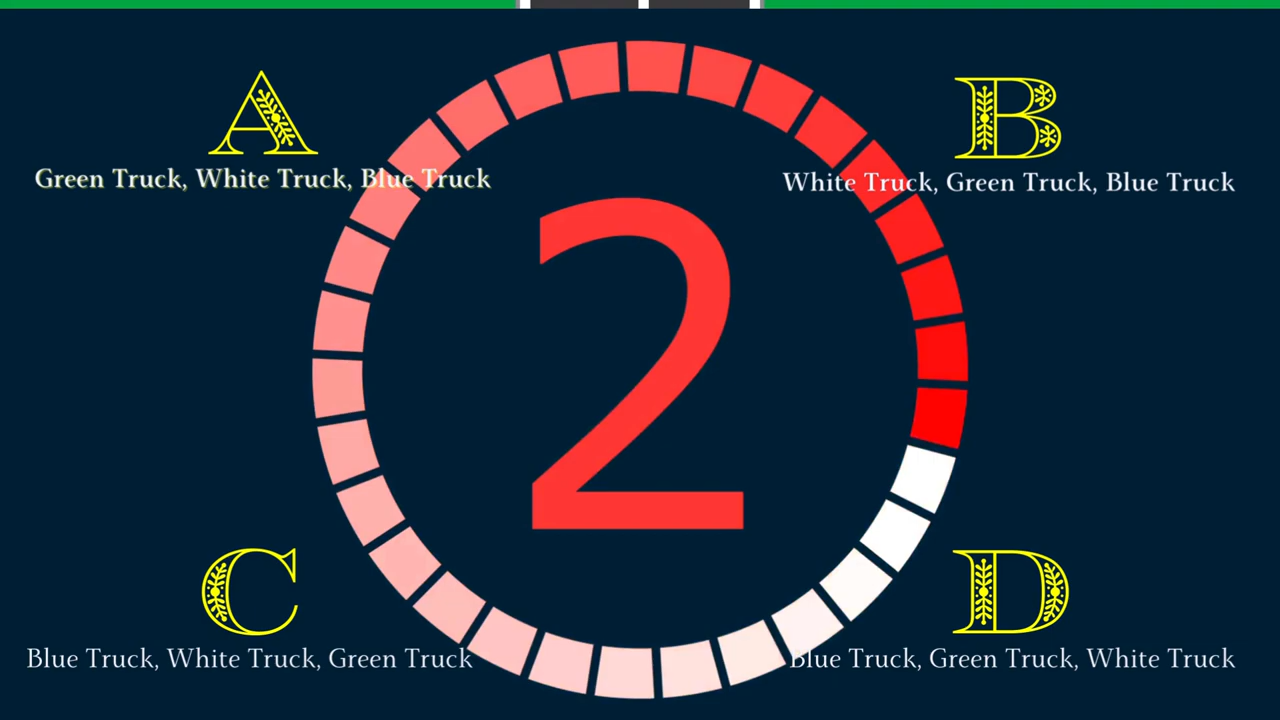 A
Green Truck, White Truck, Blue Truck
B
White Truck, Green Truck, Blue Truck
2
C
Blue Truck, White Truck, Green Truck
D
Blue Truck, Green Truck, White Truck